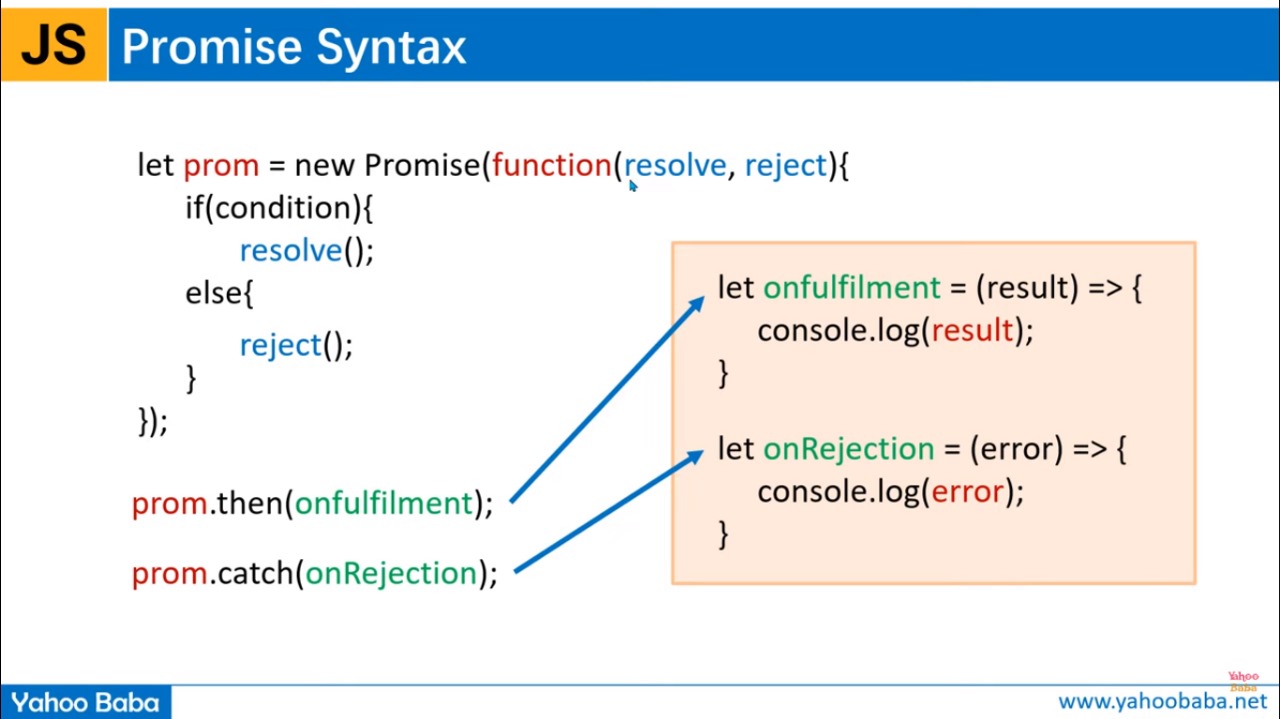 JS Promise Syntax
let prom = new Promise(function(resolve, reject){
if(condition){
resolve();
else{
reject();
}
});
prom.then(onfulfilment);
prom.catch(onRejection);
let onfulfilment = (result) => {
console.log(result);
}
let onRejection = (error) => {
console.log(error);
}
Yahoo
Baba
Yahoo Baba
www.yahoobaba.net